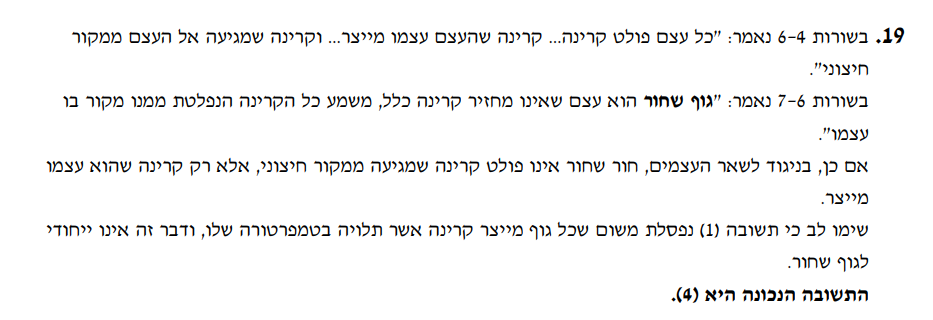 19. בשורות 4–6 נאמר: "כל עצם פולט קרינה... קרינה שהעצם עצמו מייצר... וקרינה שמגיעה אל העצם ממקור
חיצוני".
בשורות 6–7 נאמר: "גוף שחור הוא עצם שאינו מחזיר קרינה כלל, משמע כל הקרינה הנפלטת ממנו מקור בו
עצמו".
אם כן, בניגוד לשאר העצמים, חור שחור אינו פולט קרינה שמגיעה ממקור חיצוני, אלא רק קרינה שהוא עצמו
מייצר.
שימו לב כי תשובה (1) נפסלת משום שכל גוף מייצר קרינה אשר תלויה בטמפרטורה שלו, ודבר זה אינו ייחודי
לגוף שחור.
התשובה הנכונה היא (4).